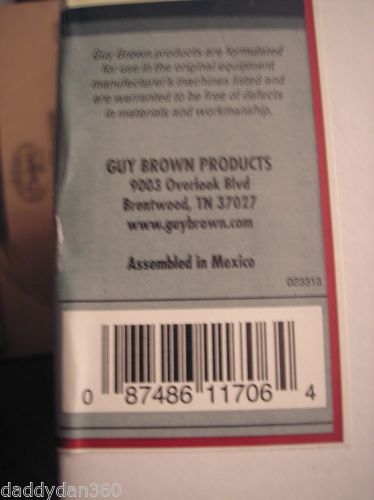 Guy Brown products are formulated
for use in the original equipment
manufacturer's machines listed and
are warranted to be free of defects
in materials and workmanship.
GUY BROWN PRODUCTS
9003 Overlook Blvd
Brentwood, TN 37027
www.guybrown.com
Assembled in Mexico
023313
0 87486 11706 4
daddydan360